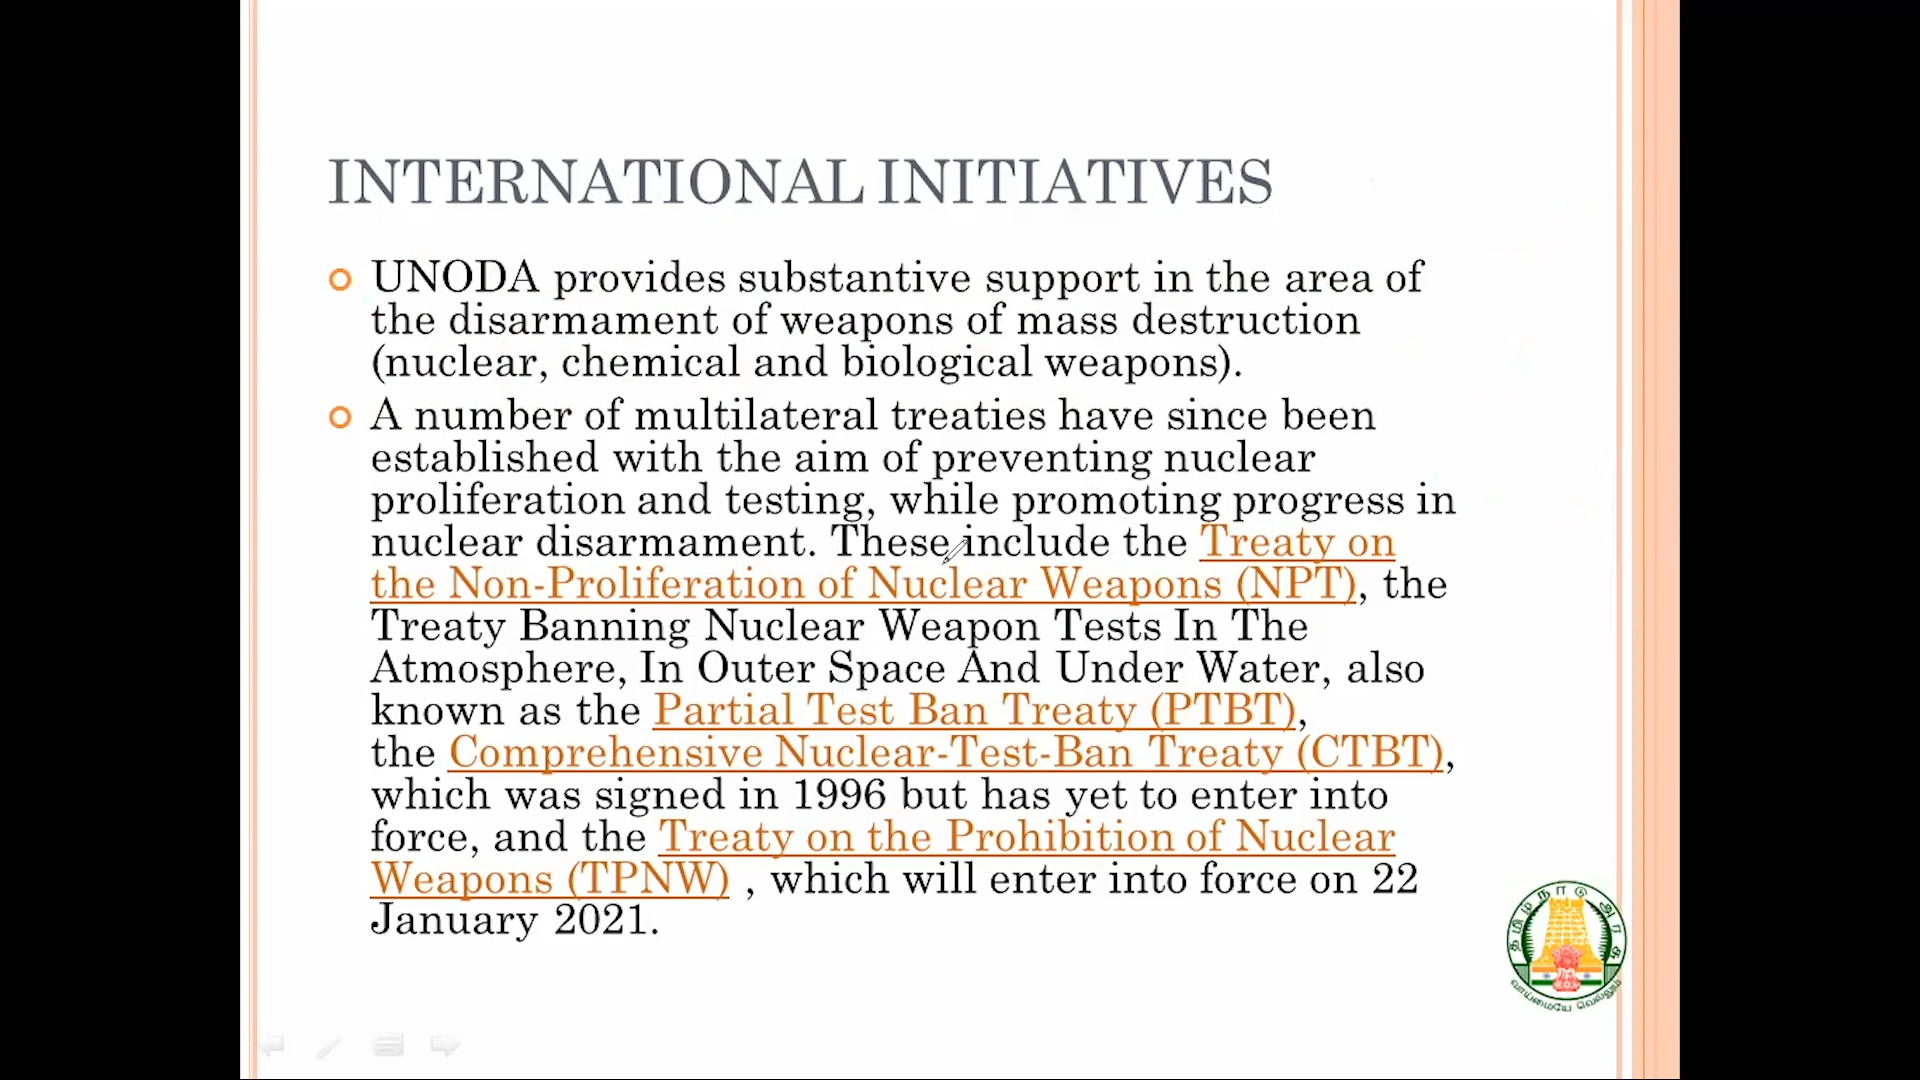 INTERNATIONAL INITIATIVES
UNODA provides substantive support in the area of
the disarmament of weapons of mass destruction
(nuclear, chemical and biological weapons).
A number of multilateral treaties have since been
established with the aim of preventing nuclear
proliferation and testing, while promoting progress in
nuclear disarmament. These include the Treaty on
the Non-Proliferation of Nuclear Weapons (NPT), the
Treaty Banning Nuclear Weapon Tests In The
Atmosphere, In Outer Space And Under Water, also
known as the Partial Test Ban Treaty (PTBT),
the Comprehensive Nuclear-Test-Ban Treaty (CTBT),
which was signed in 1996 but has yet to enter into
force, and the Treaty on the Prohibition of Nuclear
Weapons (TPNW) , which will enter into force on 22
January 2021.
தமிழ்நாடு அரசு
வாய்மையே வெல்லும்